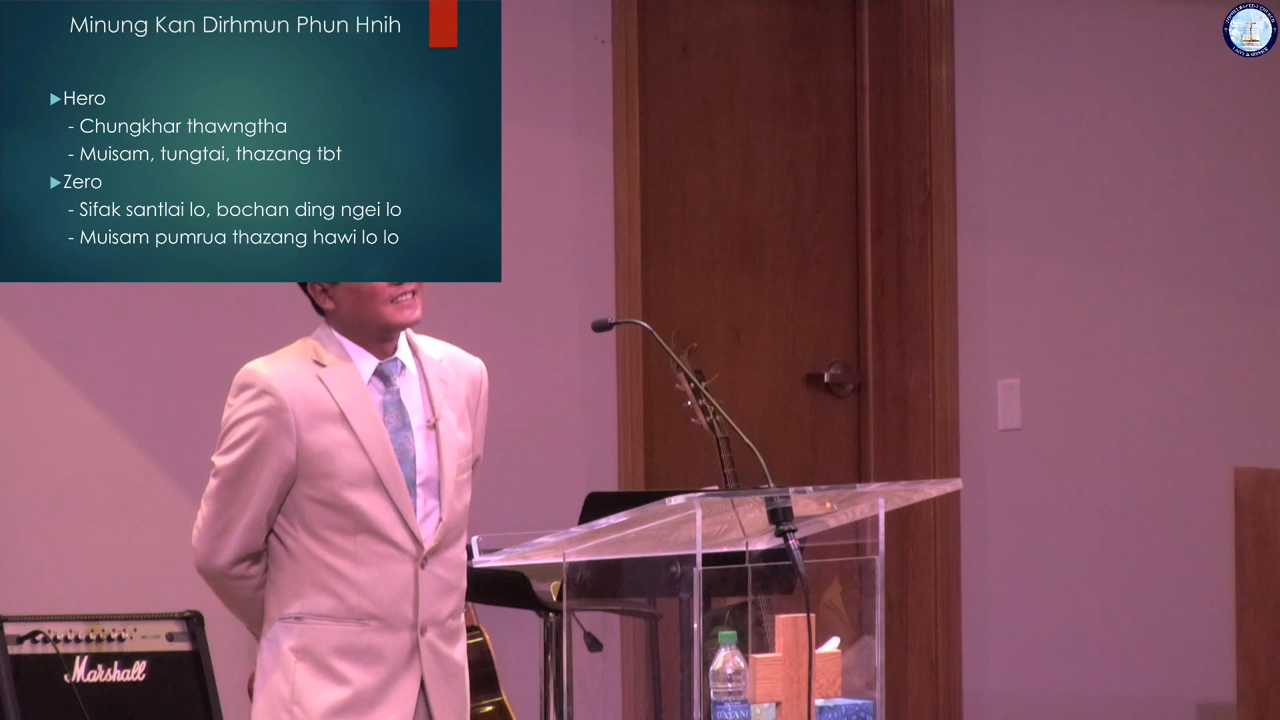 Minung Kan Dirhmun Phun Hnih
Hero
- Chungkhar thawngtha
- Muisam, tungtai, thazang tbt
Zero
- Sifak santlai lo, bochan ding ngei lo
- Muisam pumrua thazang hawi lo lo
Marshall
DASANI